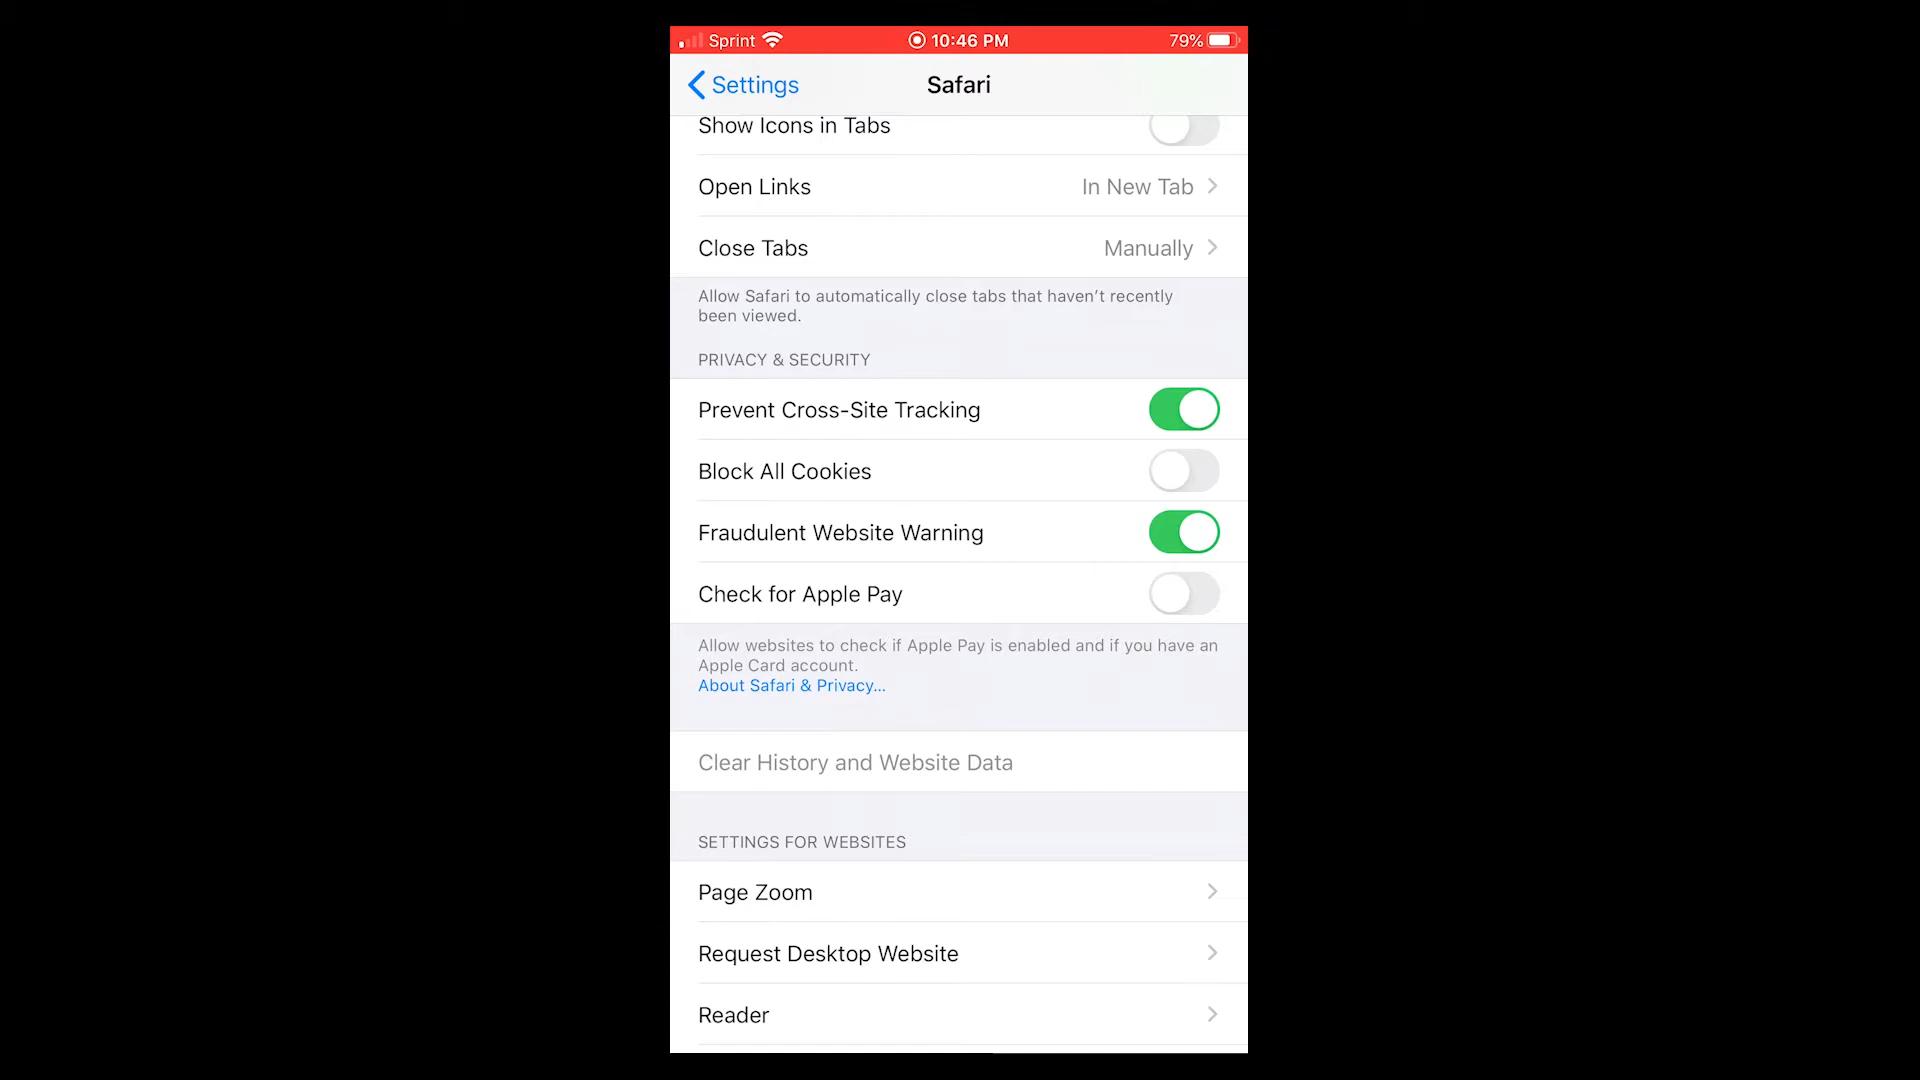 Sprint 10:46 PM 79%
Settings Safari
Show Icons in Tabs
Open Links In New Tab
Close Tabs Manually
Allow Safari to automatically close tabs that haven’t recently
been viewed.
PRIVACY & SECURITY
Prevent Cross-Site Tracking
Block All Cookies
Fraudulent Website Warning
Check for Apple Pay
Allow websites to check if Apple Pay is enabled and if you have an
Apple Card account.
About Safari & Privacy...
Clear History and Website Data
SETTINGS FOR WEBSITES
Page Zoom
Request Desktop Website
Reader